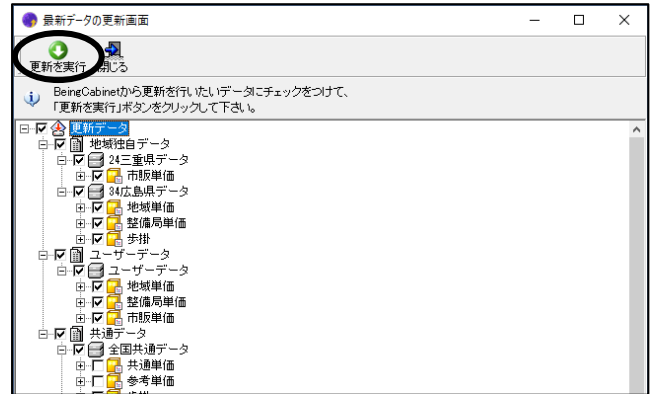 最新データの更新画面
更新を実行 閉じる
BeingCabinetから更新を行いたいデータにチェックをつけて、
「更新を実行」ボタンをクリックして下さい。
更新データ
地域独自データ
24三重県データ
市販単価
34広島県データ
地域単価
整備局単価
歩掛
ユーザーデータ
ユーザーデータ
地域単価
整備局単価
市販単価
共通データ
全国共通データ
共通単価
参考単価